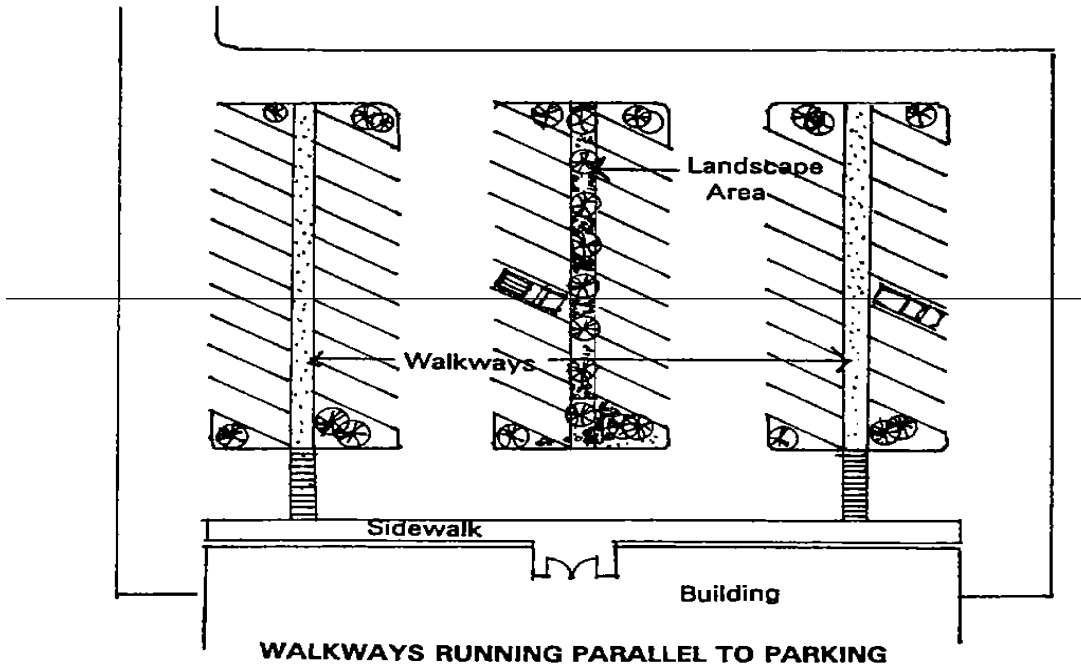 Landscape
Area
Walkways
Sidewalk
Building
WALKWAYS RUNNING PARALLEL TO PARKING